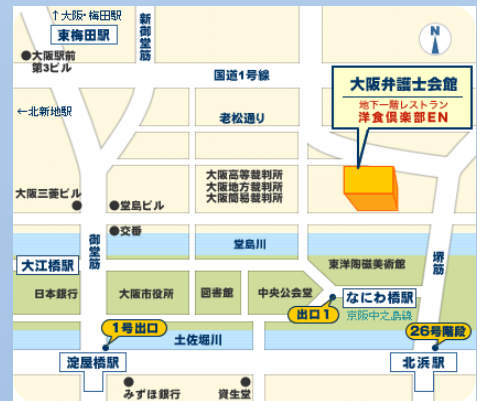 ↑大阪・梅田駅
東梅田駅
新御堂筋
N
●大阪駅前
第3ビル
国道1号線
大阪弁護士会館
地下一階レストラン
洋食倶楽部EN
←北新地駅
老松通り
大阪高等裁判所
大阪地方裁判所
大阪簡易裁判所
大阪三菱ビル
●堂島ビル
●交番
御堂筋
堂島川
堺筋
大江橋駅
東洋陶磁美術館
日本銀行
大阪市役所
図書館
中央公会堂
なにわ橋駅
京阪中之島線
出口1
1号出口
土佐堀川
26号階段
淀屋橋駅
北浜駅
みずほ銀行
資生堂